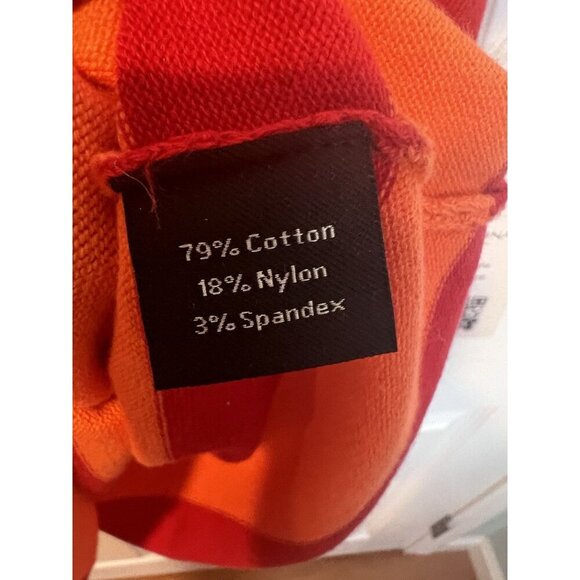 79% Cotton
18% Nylon
3% Spandex